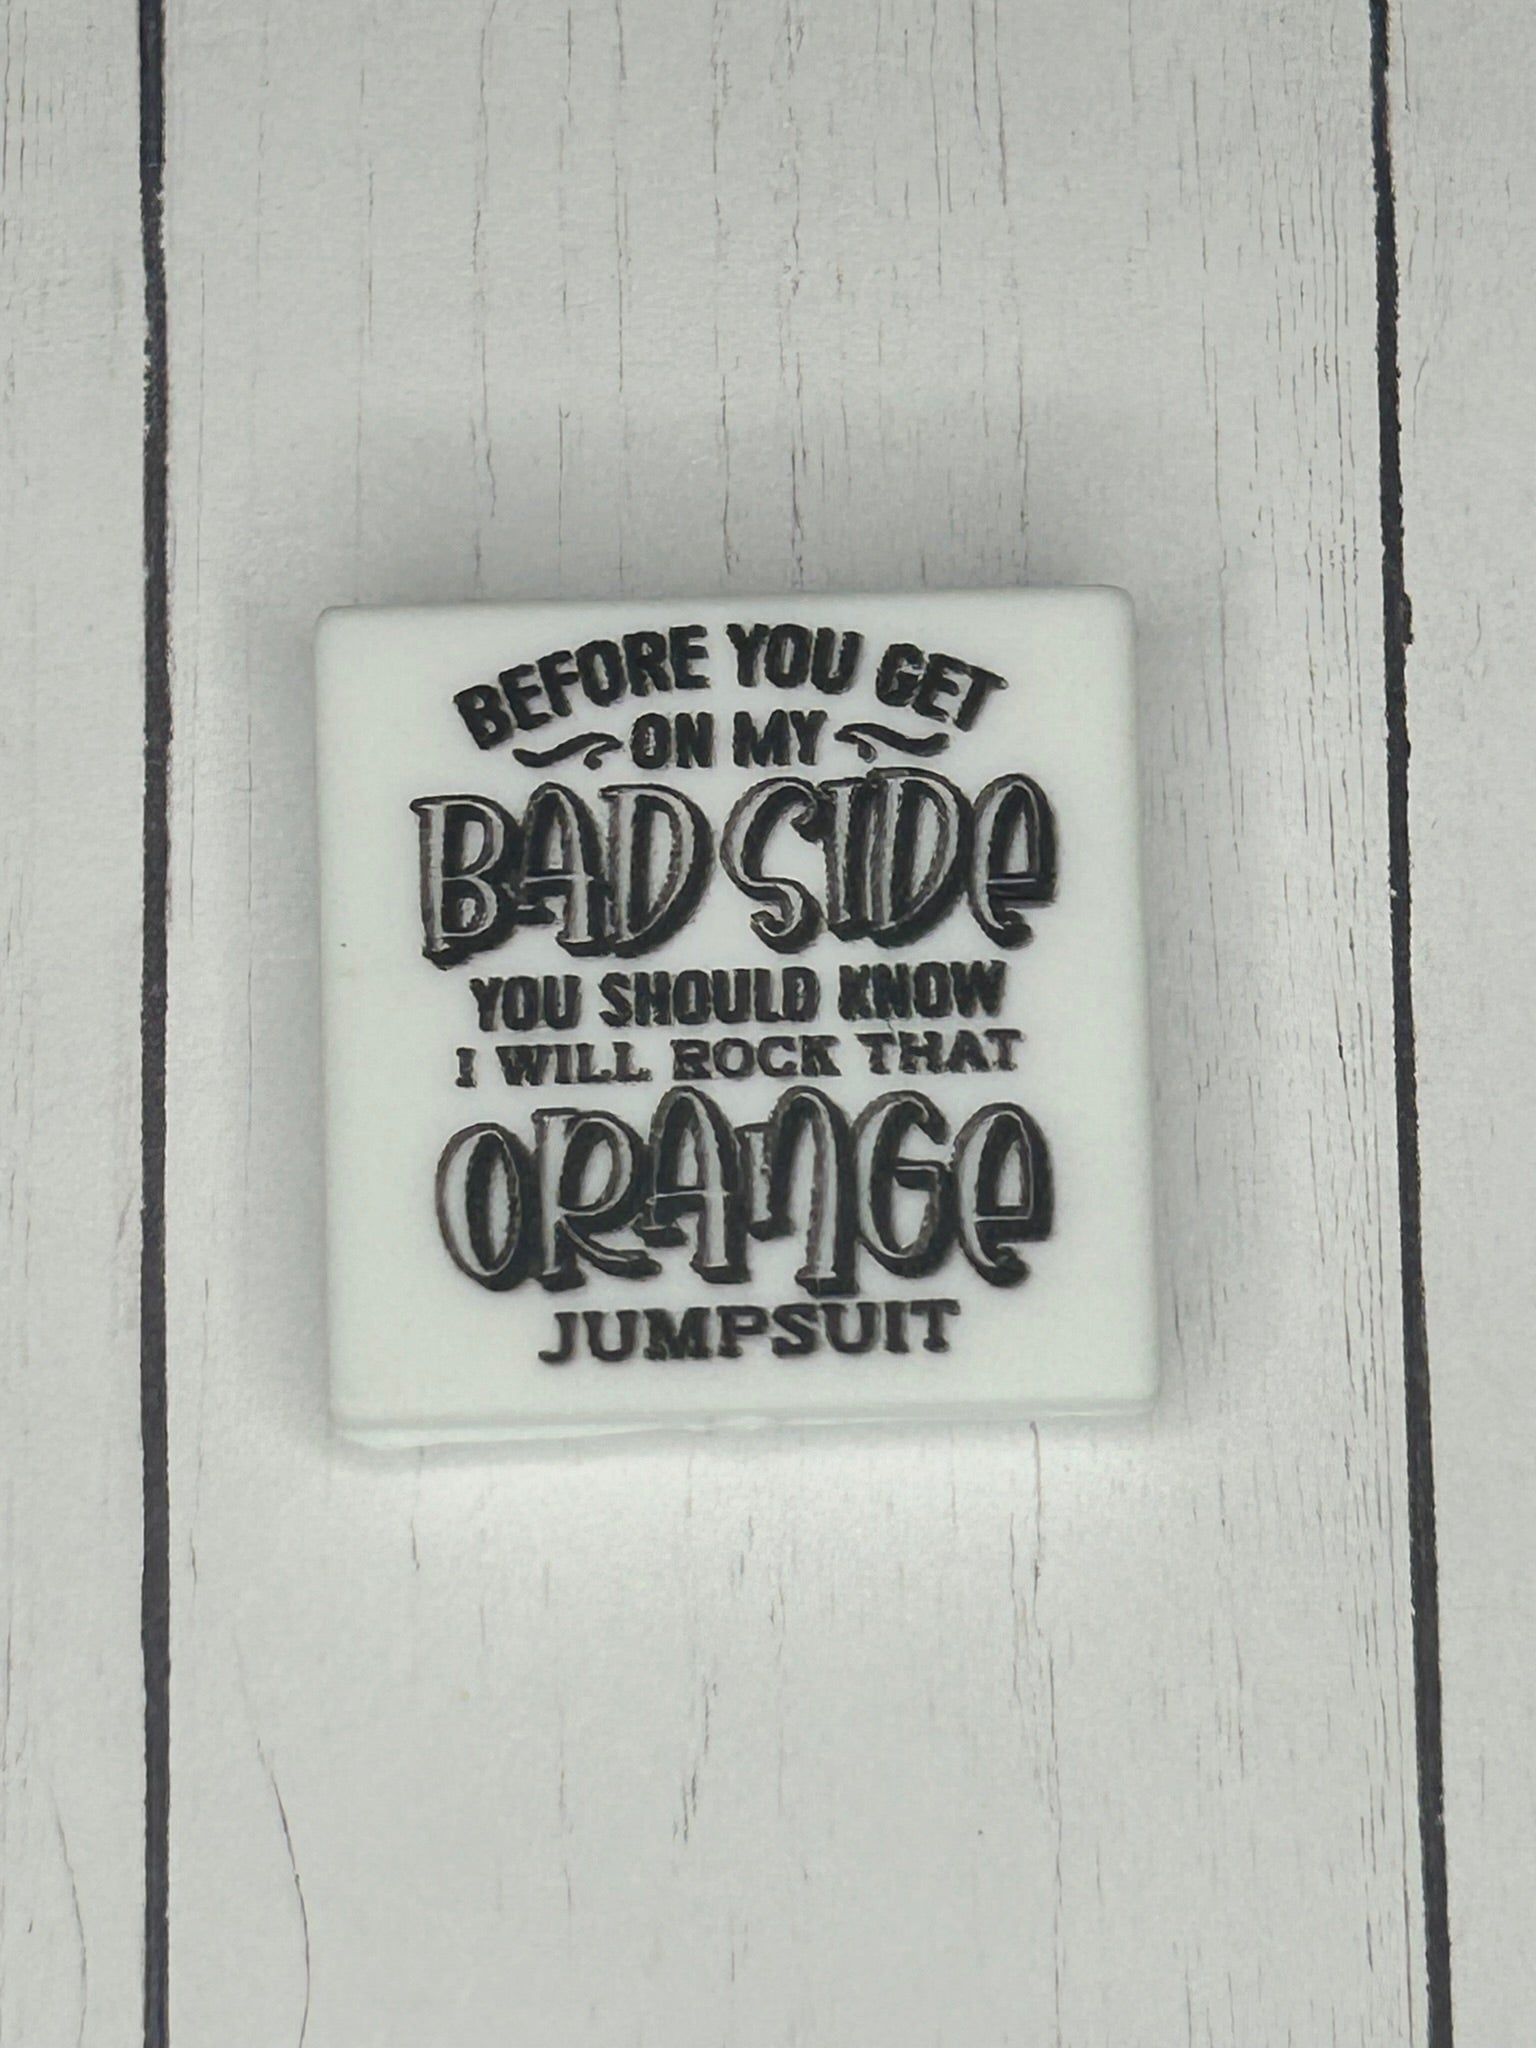 BEFORE YOU GET
ON MY
BAD SIDE
YOU SHOULD KNOW
I WILL ROCK THAT
ORANGE
JUMPSUIT